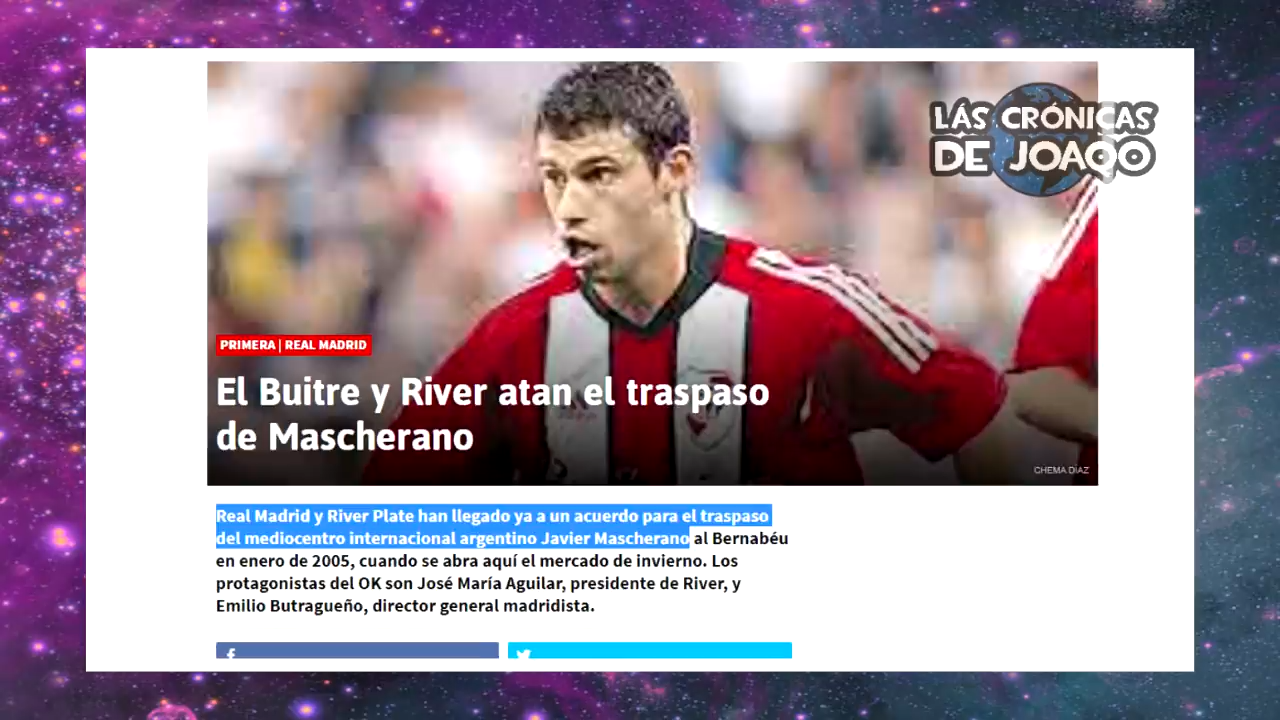 LÁS CRÓNICAS
DE JOAQO
PRIMERA | REAL MADRID
El Buitre y River atan el traspaso
de Mascherano
CHEMA DÍAZ
Real Madrid y River Plate han llegado ya a un acuerdo para el traspaso
del mediocentro internacional argentino Javier Mascherano al Bernabéu
en enero de 2005, cuando se abra aquí el mercado de invierno. Los
protagonistas del OK son José María Aguilar, presidente de River, y
Emilio Butragueño, director general madridista.